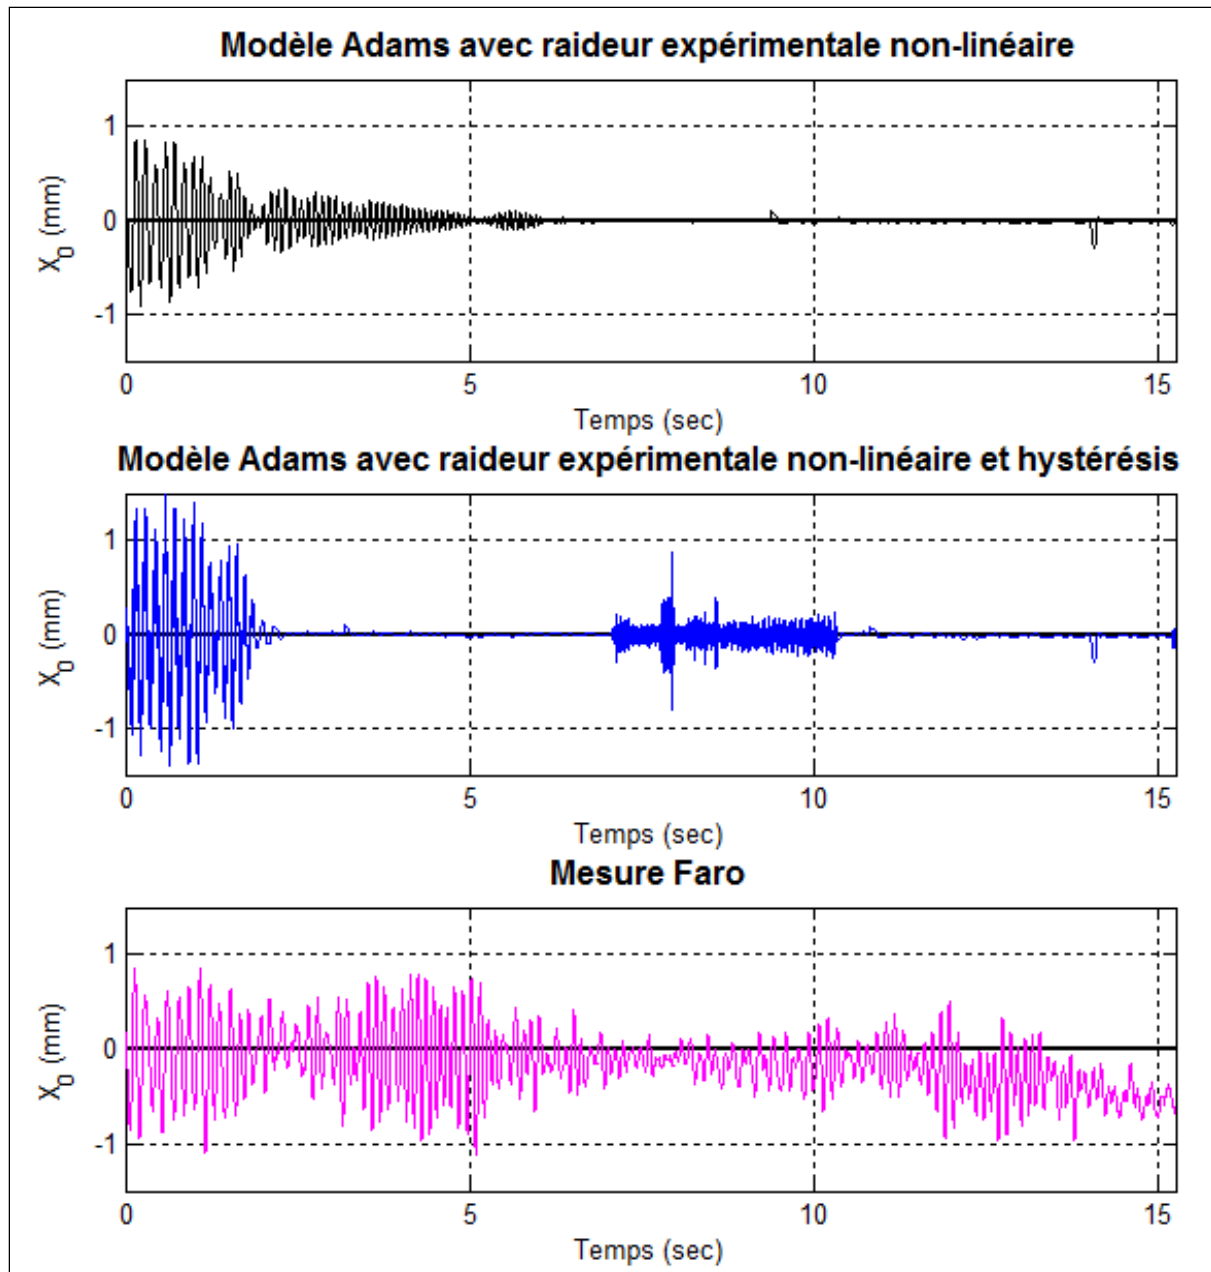 Modèle Adams avec raideur expérimentale non-linéaire
1
0
-1
X0 (mm)
0 5 10 15
Temps (sec)
Modèle Adams avec raideur expérimentale non-linéaire et hystérésis
1
0
-1
X0 (mm)
0 5 10 15
Temps (sec)
Mesure Faro
1
0
-1
X0 (mm)
0 5 10 15
Temps (sec)